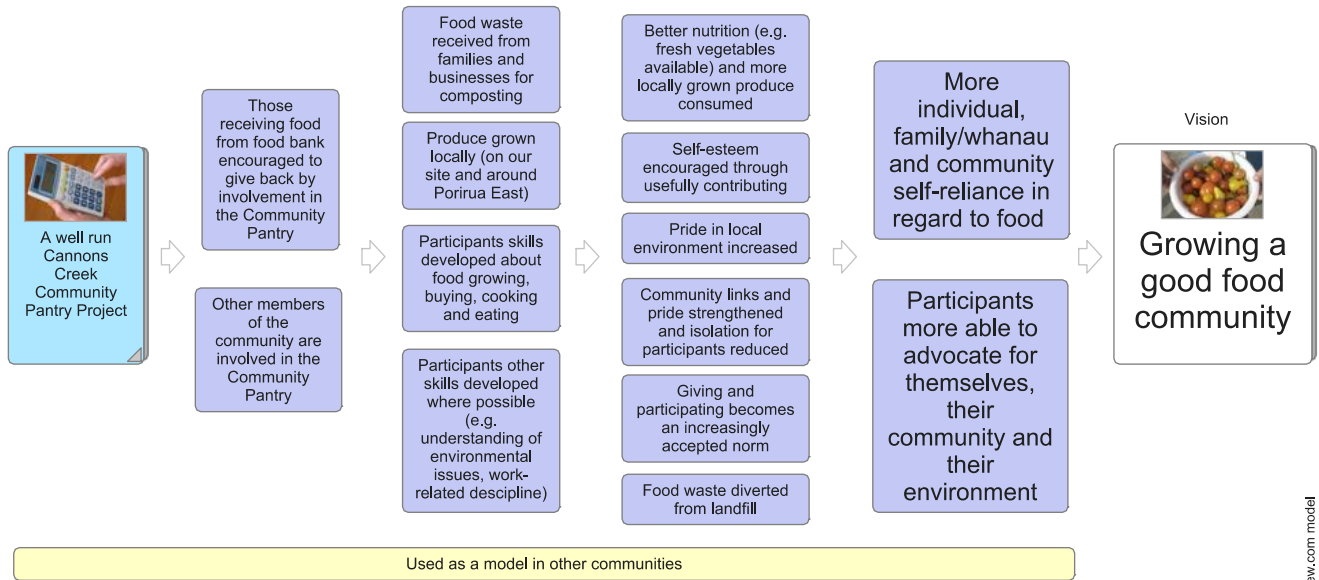 A well run
Cannons
Creek
Community
Pantry Project
Those
receiving food
from food bank
encouraged to
give back by
involvement in
the Community
Pantry
Other members
of the
community are
involved in the
Community
Pantry
Food waste
received from
families and
businesses for
composting
Produce grown
locally (on our
site and around
Porirua East)
Participants skills
developed about
food growing,
buying, cooking
and eating
Participants other
skills developed
where possible
(e.g.
understanding of
environmental
issues, work-
related descipline)
Better nutrition (e.g.
fresh vegetables
available) and more
locally grown produce
consumed
Self-esteem
encouraged through
usefully contributing
Pride in local
environment increased
Community links and
pride strengthened
and isolation for
participants reduced
Giving and
participating becomes
an increasingly
accepted norm
Food waste diverted
from landfill
More
individual,
family/whanau
and community
self-reliance in
regard to food
Participants
more able to
advocate for
themselves,
their
community and
their
environment
Vision
Growing a
good food
community
Used as a model in other communities
ew.com model